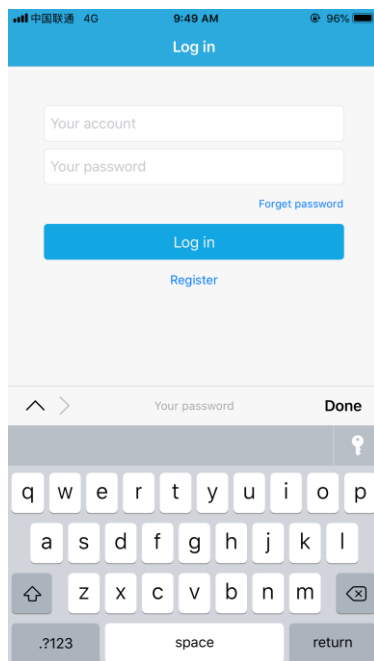 中国联通 4G 9:49 AM 96%
Log in
Your account
Your password
Forget password
Log in
Register
Your password Done
q w e r t y u i o p
a s d f g h j k l
z x c v b n m
.?123 space return